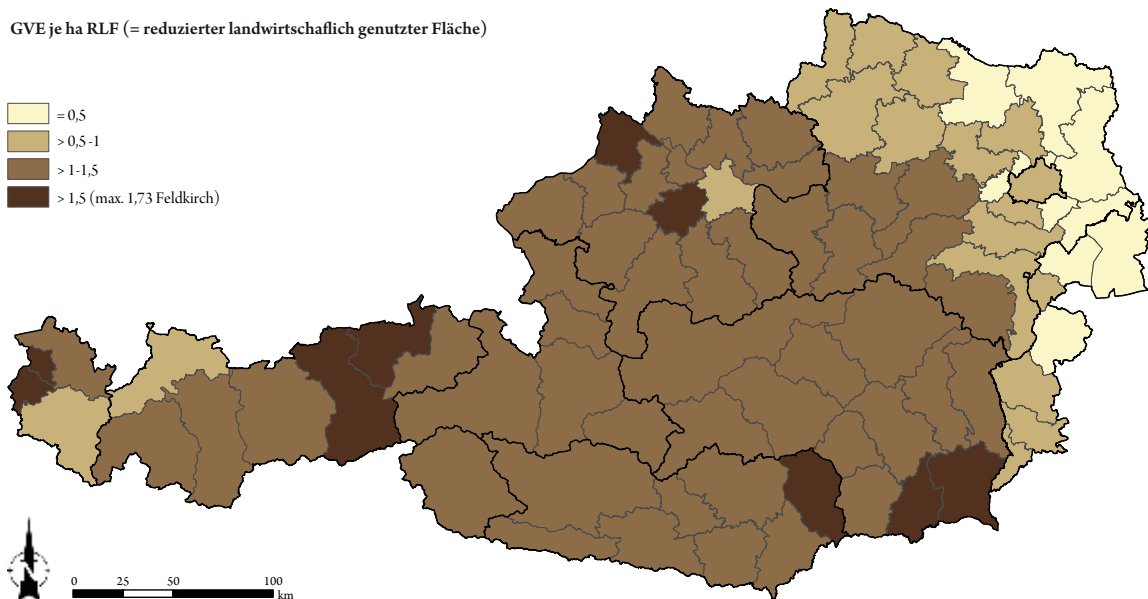 GVE je ha RLF (= reduzierter landwirtschaflich genutzter Fläche)
= 0,5
> 0,5-1
> 1-1,5
> 1,5 (max. 1,73 Feldkirch)
0 25 50 100
km